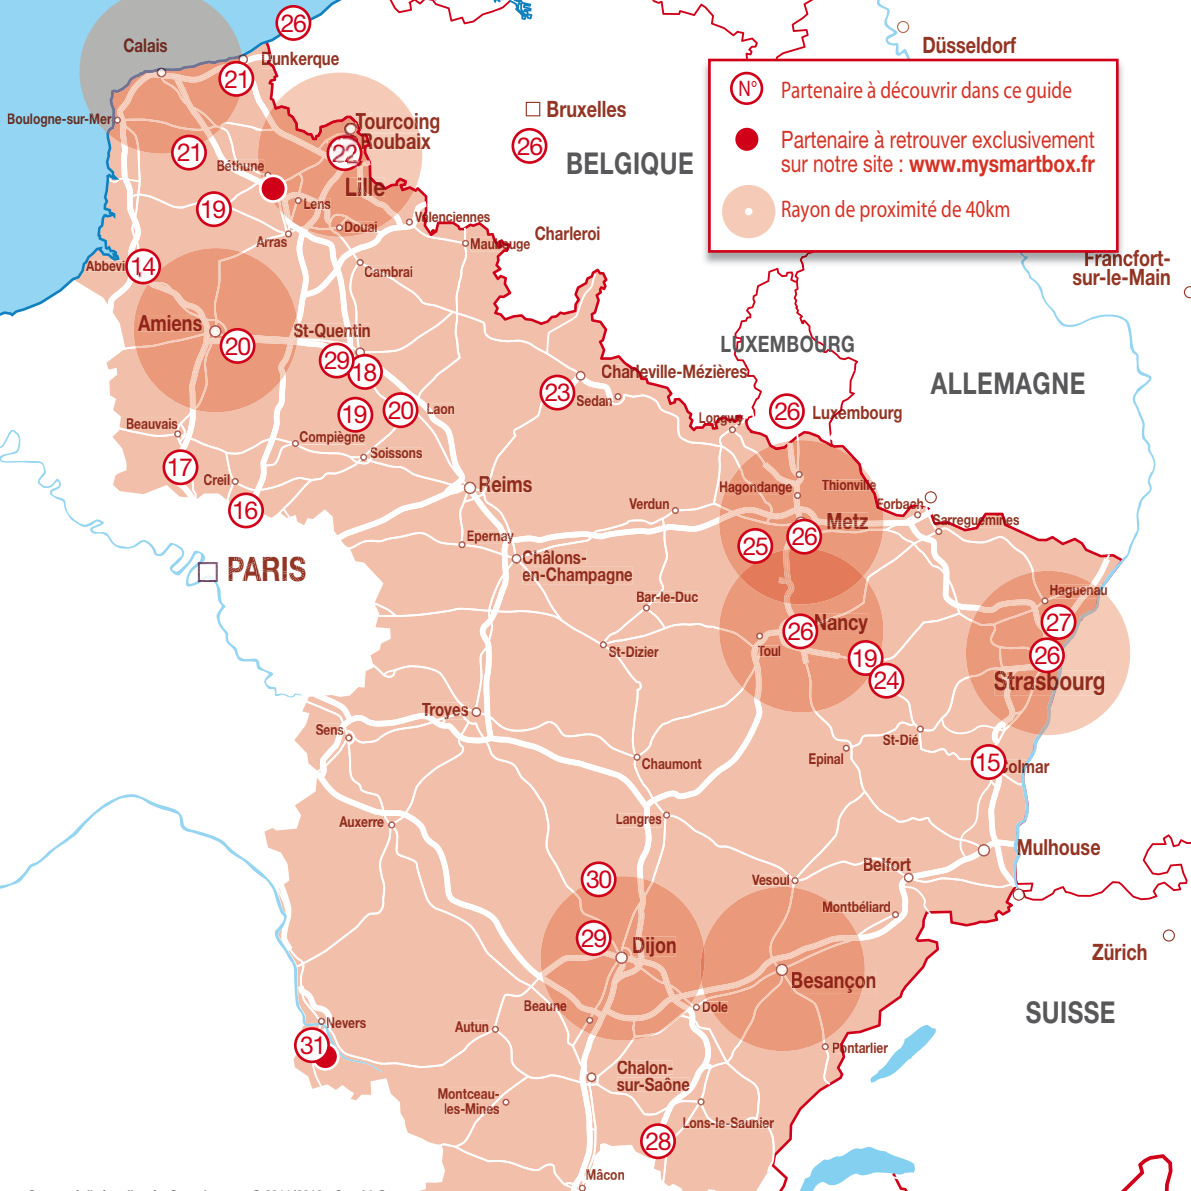 26
Calais
Dunkerque
21
Düsseldorf
N°
Partenaire à découvrir dans ce guide
Boulogne-sur-Mer
Bruxelles
26
BELGIQUE
Tourcoing
Roubaix
22
Lille
Partenaire à retrouver exclusivement
sur notre site : www.mysmartbox.fr
21
Béthune
19
Lens
Rayon de proximité de 40km
Valenciennes
Douai
Arras
Maubeuge
Charleroi
14
Cambrai
Francfort-
sur-le-Main
Amiens
20
St-Quentin
29
18
LUXEMBOURG
ALLEMAGNE
Charleville-Mézières
23
Sedan
19
20
Laon
Longwy
26
Luxembourg
Beauvais
Compiègne
Soissons
17
Creil
16
Reims
Hagondange
Thionville
Verdun
Forbach
Metz
Sarreguemines
25
26
Epernay
Châlons-
en-Champagne
PARIS
Bar-le-Duc
Haguenau
27
26
Nancy
St-Dizier
Toul
19
24
26
Strasbourg
Troyes
Sens
St-Dié
Epinal
Chaumont
15
Colmar
Auxerre
Langres
Mulhouse
Belfort
30
Vesoul
Montbéliard
29
Dijon
Zürich
Besançon
SUISSE
Beaune
Dole
Nevers
Autun
31
Pontarlier
Chalon-
sur-Saône
Montceau-
les-Mines
Lons-le-Saunier
28
Mâcon